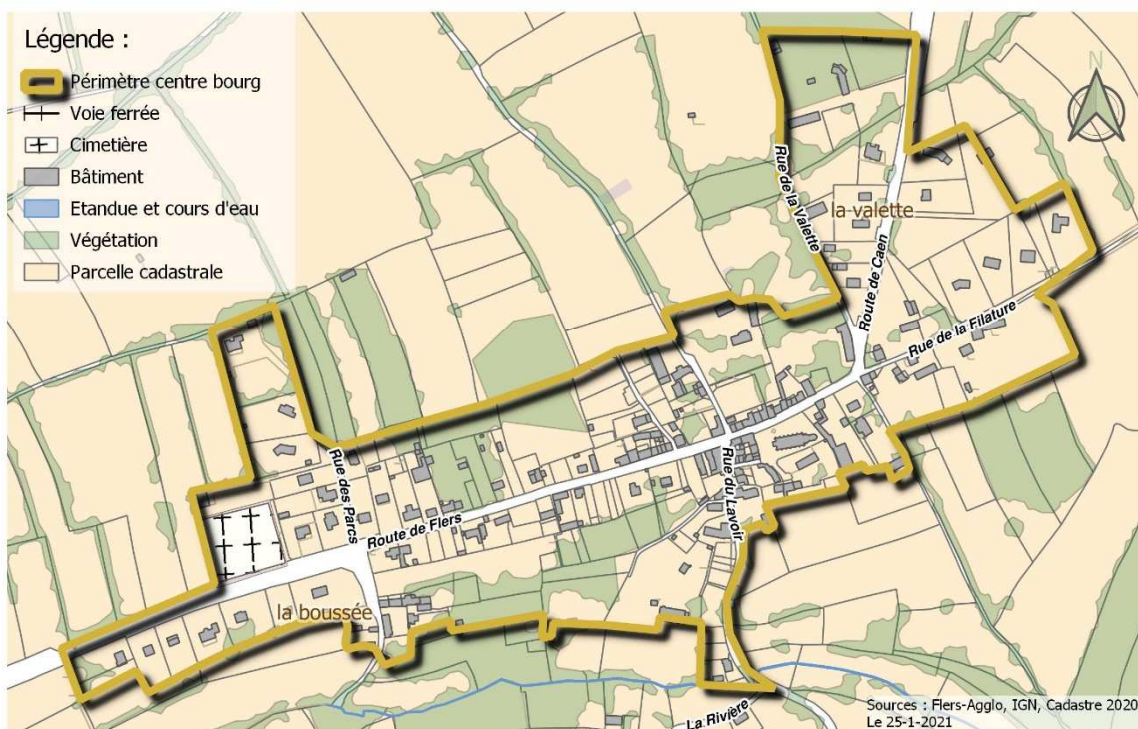 Légende :
Périmètre centre bourg
Voie ferrée
Cimetière
Bâtiment
Etandue et cours d'eau
Végétation
Parcelle cadastrale
N
Rue de la Valette
la valette
Route de Caen
Rue de la Filature
Rue des Parcs
Route de Flers
Rue du Lavoir
la boussée
La Rivière
Sources : Flers-Agglo, IGN, Cadastre 2020
Le 25-1-2021